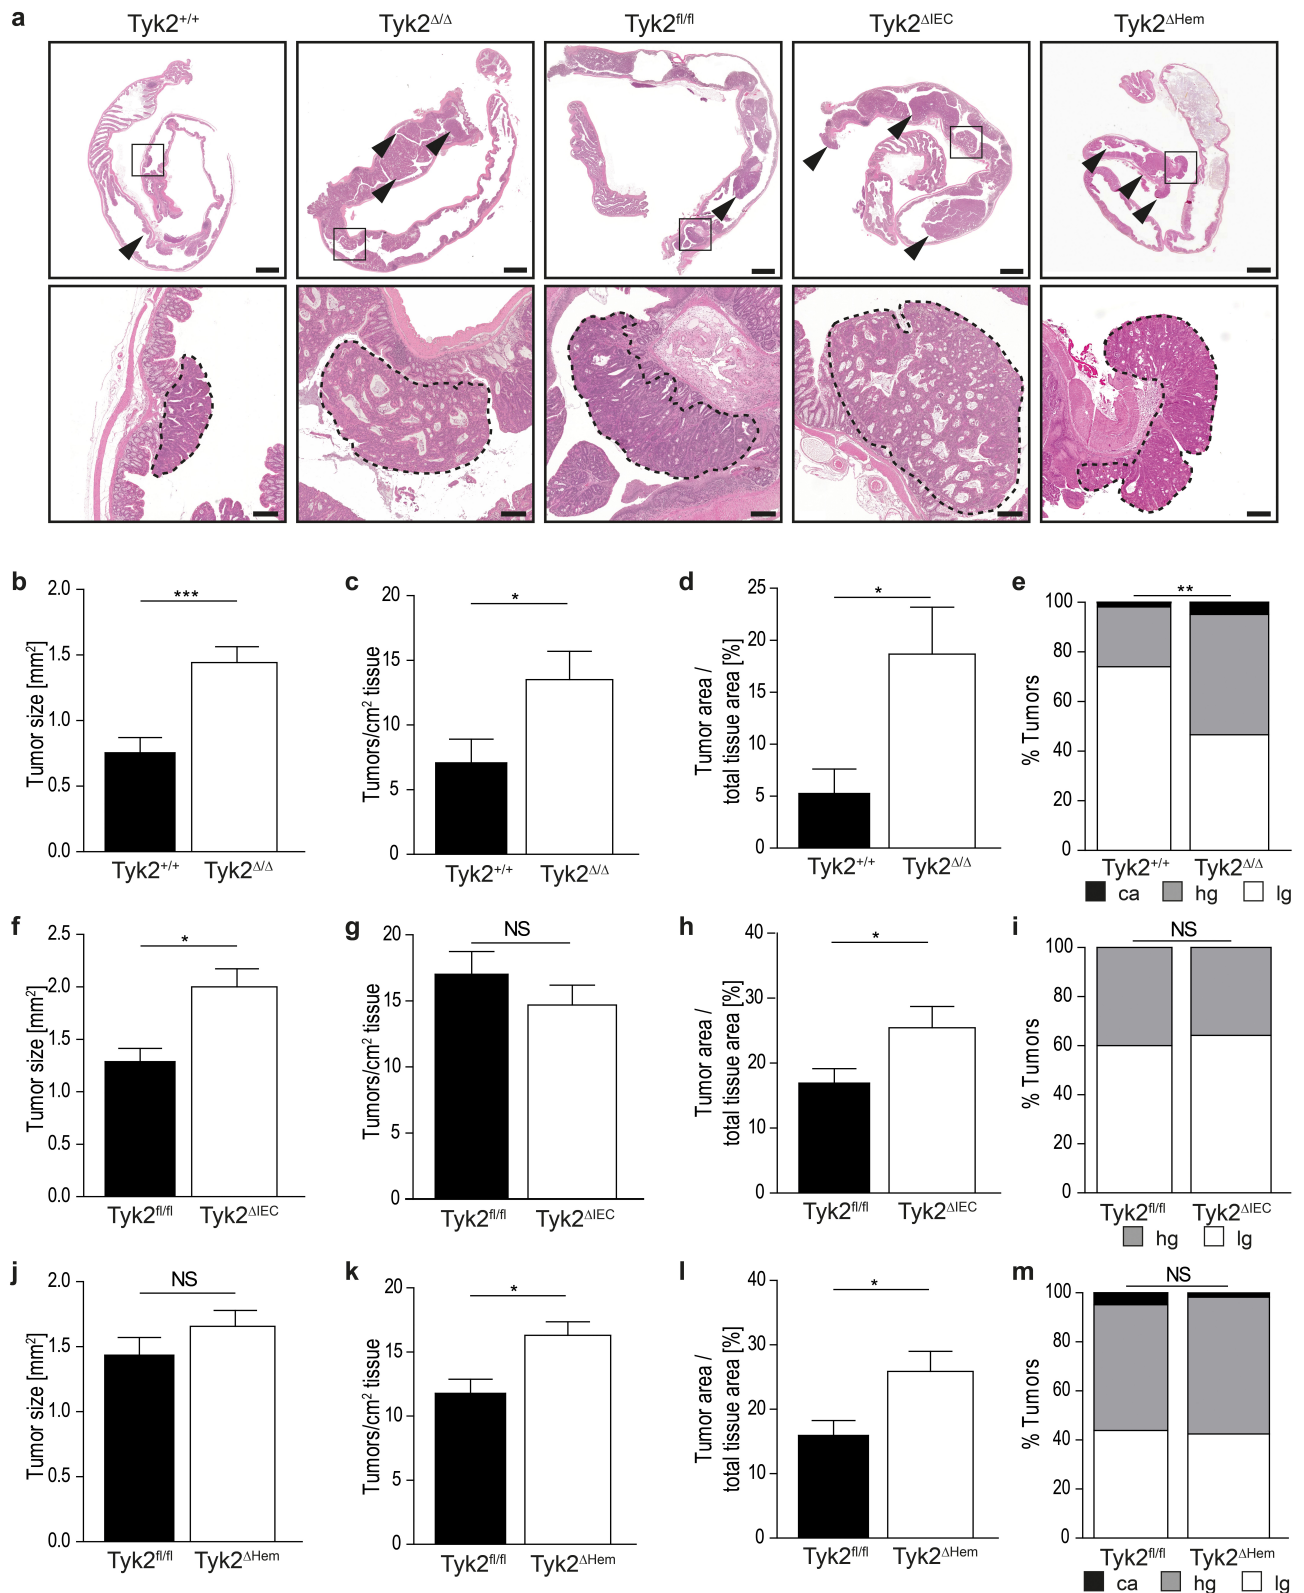 a
Tyk2+/+ Tyk2Δ/Δ Tyk2fl/fl Tyk2ΔIEC Tyk2ΔHem
b
Tumor size [mm2]
2.0
1.5
1.0
0.5
0.0
***
Tyk2+/+ Tyk2Δ/Δ
c
Tumors/cm2 tissue
20
15
10
5
0
*
Tyk2+/+ Tyk2Δ/Δ
d
Tumor area /
total tissue area [%]
25
20
15
10
5
0
*
Tyk2+/+ Tyk2Δ/Δ
e
% Tumors
100
80
60
40
20
0
**
Tyk2+/+ Tyk2Δ/Δ
ca hg lg
f
Tumor size [mm2]
2.5
2.0
1.5
1.0
0.5
0.0
*
Tyk2fl/fl Tyk2ΔIEC
g
Tumors/cm2 tissue
20
15
10
5
0
NS
Tyk2fl/fl Tyk2ΔIEC
h
Tumor area /
total tissue area [%]
40
30
20
10
0
*
Tyk2fl/fl Tyk2ΔIEC
i
% Tumors
100
80
60
40
20
0
NS
Tyk2fl/fl Tyk2ΔIEC
hg lg
j
Tumor size [mm2]
2.0
1.5
1.0
0.5
0.0
NS
Tyk2fl/fl Tyk2ΔHem
k
Tumors/cm2 tissue
20
15
10
5
0
*
Tyk2fl/fl Tyk2ΔHem
l
Tumor area /
total tissue area [%]
40
30
20
10
0
*
Tyk2fl/fl Tyk2ΔHem
m
% Tumors
100
80
60
40
20
0
NS
Tyk2fl/fl Tyk2ΔHem
ca hg lg